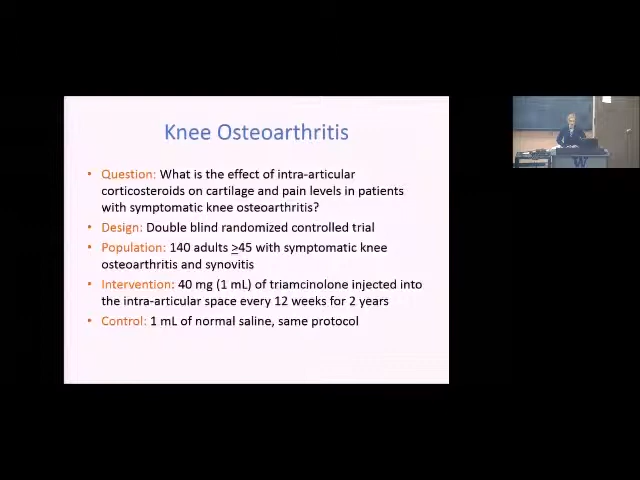 Knee Osteoarthritis
• Question: What is the effect of intra-articular
corticosteroids on cartilage and pain levels in patients
with symptomatic knee osteoarthritis?
• Design: Double blind randomized controlled trial
• Population: 140 adults ≥45 with symptomatic knee
osteoarthritis and synovitis
• Intervention: 40 mg (1 mL) of triamcinolone injected into
the intra-articular space every 12 weeks for 2 years
• Control: 1 mL of normal saline, same protocol
W